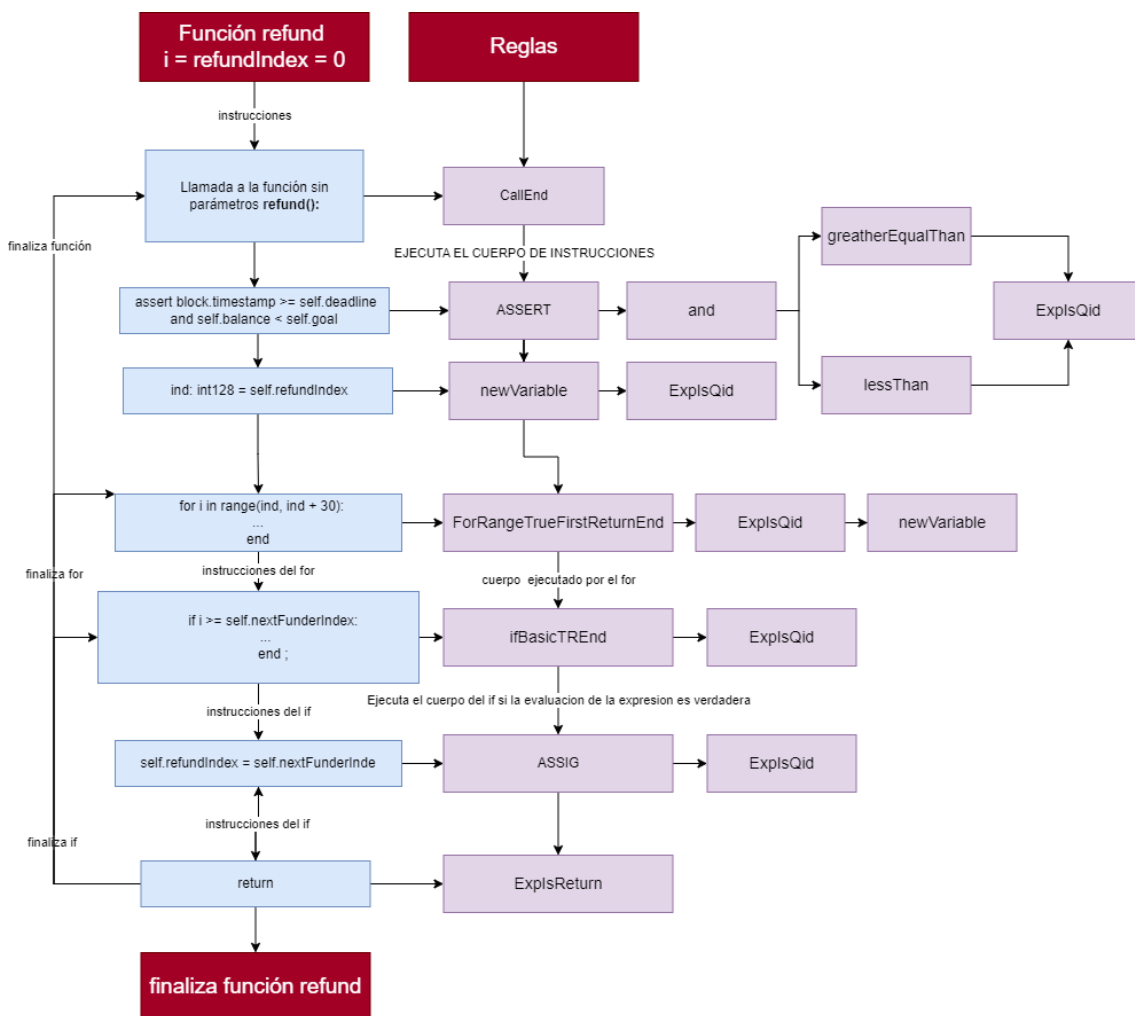 Función refund
i = refundIndex = 0
Reglas
instrucciones
Llamada a la función sin
parámetros refund():
CallEnd
finaliza función
EJECUTA EL CUERPO DE INSTRUCCIONES
greatherEqualThan
assert block.timestamp >= self.deadline
and self.balance < self.goal
ASSERT
and
ExpIsQid
ind: int128 = self.refundIndex
newVariable
ExpIsQid
lessThan
for i in range(ind, ind + 30):
...
end
ForRangeTrueFirstReturnEnd
ExpIsQid
newVariable
finaliza for
instrucciones del for
cuerpo ejecutado por el for
if i >= self.nextFunderIndex:
...
end ;
ifBasicTREnd
ExpIsQid
instrucciones del if
Ejecuta el cuerpo del if si la evaluacion de la expresion es verdadera
self.refundIndex = self.nextFunderInde
ASSIG
ExpIsQid
instrucciones del if
finaliza if
return
ExpIsReturn
finaliza función refund